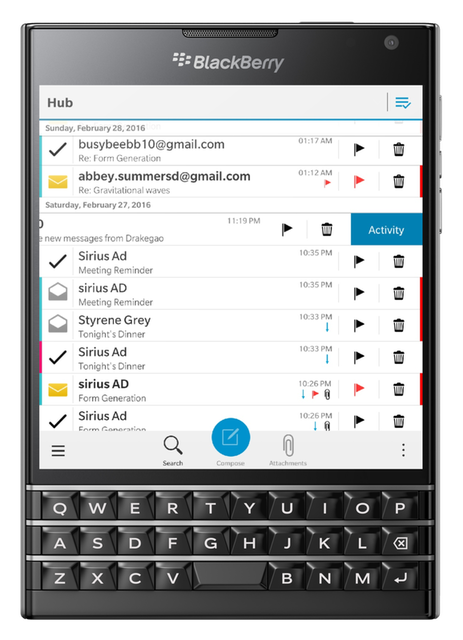 BlackBerry
Hub
Sunday, February 28, 2016
busybeebb10@gmail.com 01:17 AM
Re: Form Generation
abbey.summersd@gmail.com 01:12 AM
Re: Gravitational waves
Saturday, February 27, 2016
11:19 PM Activity
e new messages from Drakegao
Sirius Ad 10:35 PM
Meeting Reminder
sirius AD 10:35 PM
Meeting Reminder
Styrene Grey 10:33 PM
Tonight's Dinner
Sirius Ad 10:33 PM
Tonight's Dinner
sirius AD 10:26 PM
Form Generation
Sirius Ad 10:26 PM
Form Generation
Search Compose Attachments
Q W E R T Y U I O P
A S D F G H J K L
Z X C V B N M